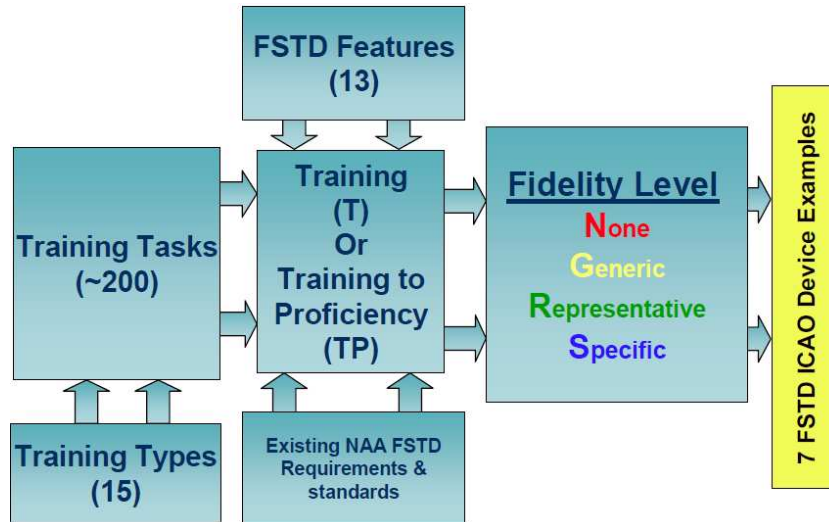 FSTD Features
(13)
Training Tasks
(~200)
Training
(T)
Or
Training to
Proficiency
(TP)
Fidelity Level
None
Generic
Representative
Specific
7 FSTD ICAO Device Examples
Training Types
(15)
Existing NAA FSTD
Requirements &
standards